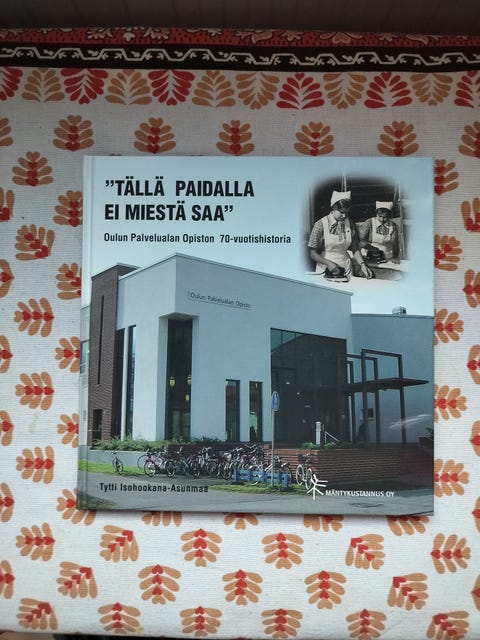 "TÄLLÄ PAIDALLA
EI MIESTÄ SAA"
Oulun Palvelualan Opiston 70-vuotishistoria
Oulun Palvelualan Opisto
Tytti Isohookana-Asunmaa
MÄNTYKUSTANNUS OY